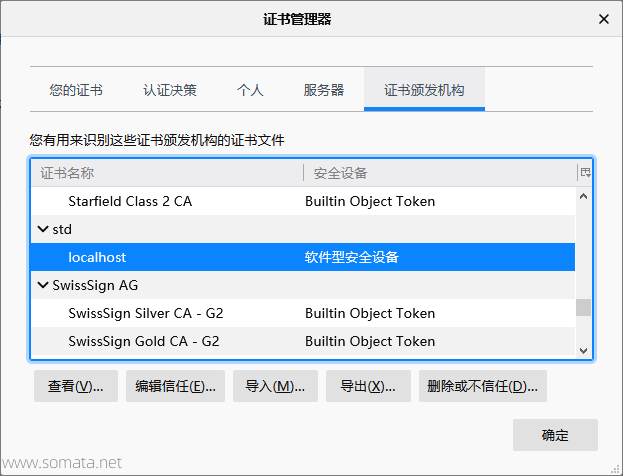 证书管理器
您的证书 认证决策 个人 服务器 证书颁发机构
您有用来识别这些证书颁发机构的证书文件
证书名称 安全设备
Starfield Class 2 CA Builtin Object Token
std
localhost 软件型安全设备
SwissSign AG
SwissSign Silver CA - G2 Builtin Object Token
SwissSign Gold CA - G2 Builtin Object Token
查看(V)... 编辑信任(E)... 导入(M)... 导出(X)... 删除或不信任(D)...
确定
www.somata.net